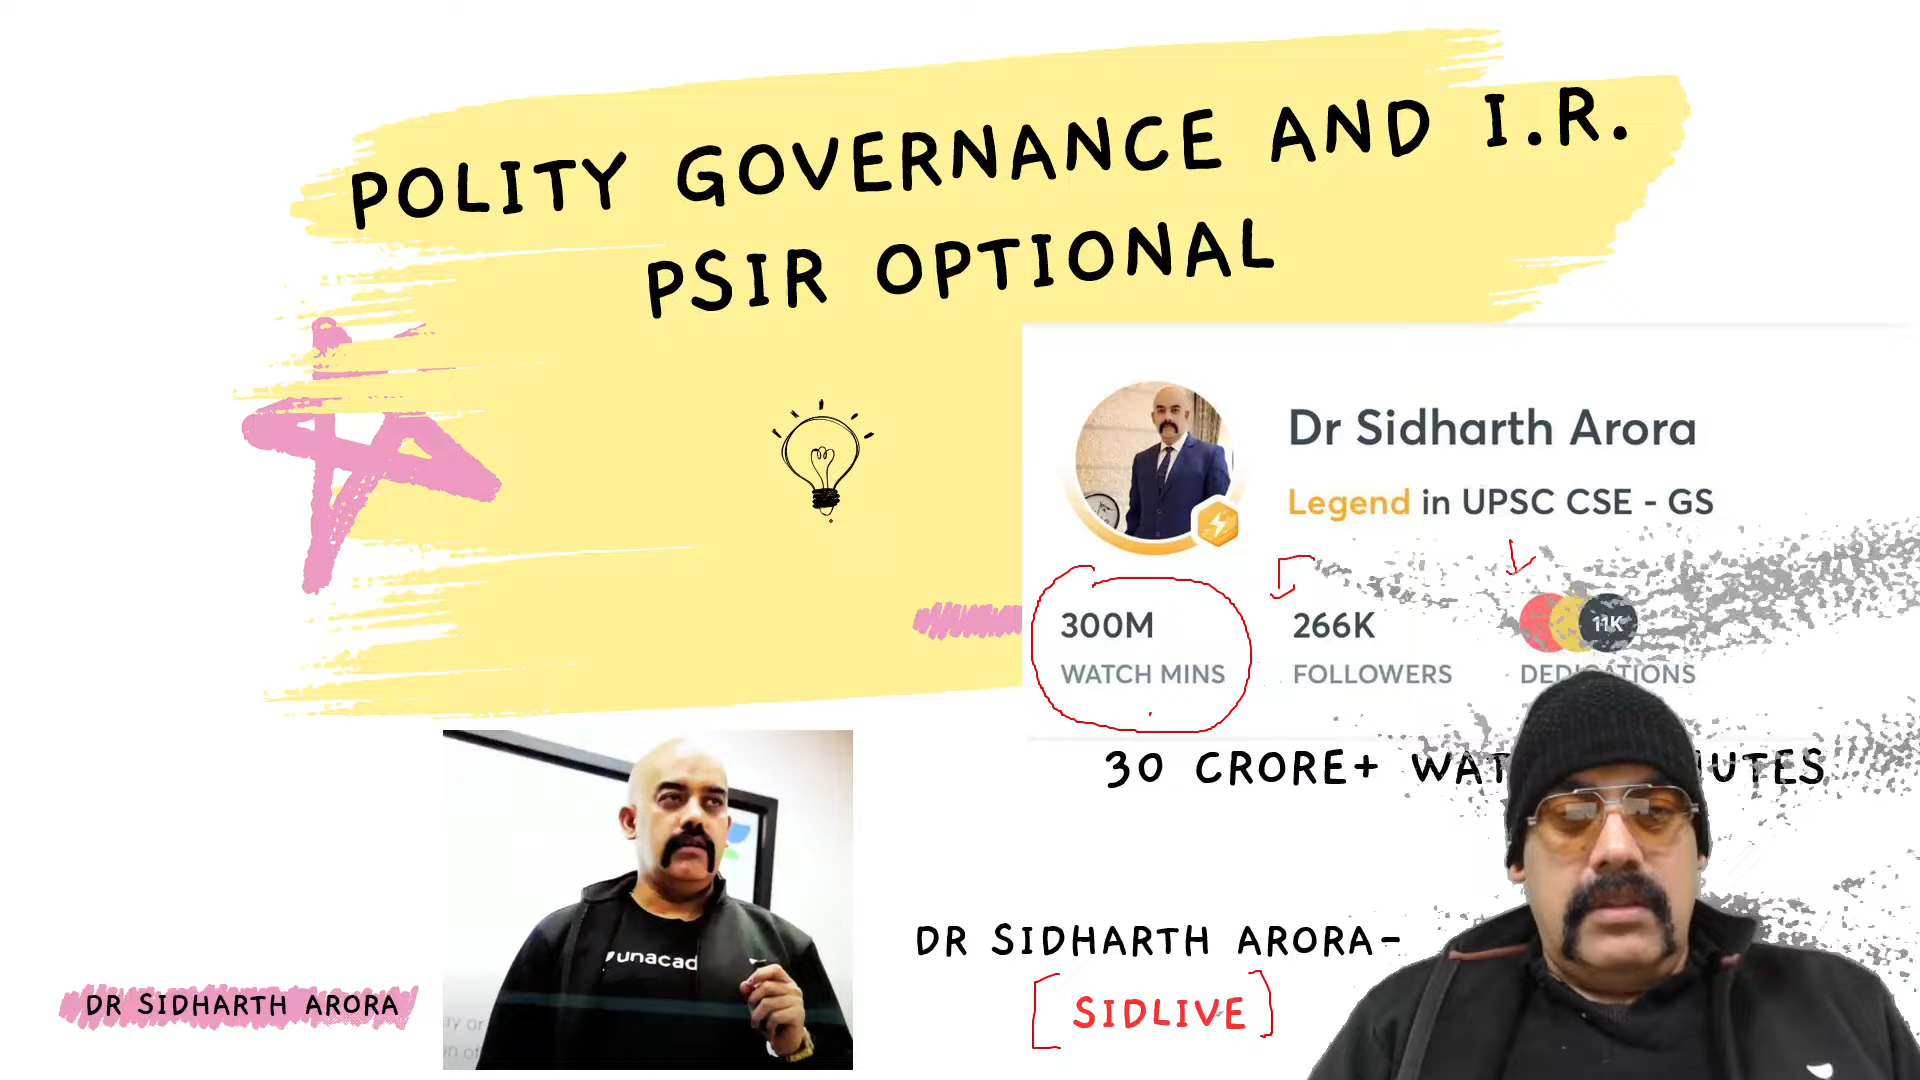 POLITY GOVERNANCE AND I.R.
PSIR OPTIONAL
Dr Sidharth Arora
Legend in UPSC CSE - GS
300M
WATCH MINS
266K
FOLLOWERS
11K
30 CRORE+
unacad
DR SIDHARTH ARORA-
SIDLIVE
DR SIDHARTH ARORA